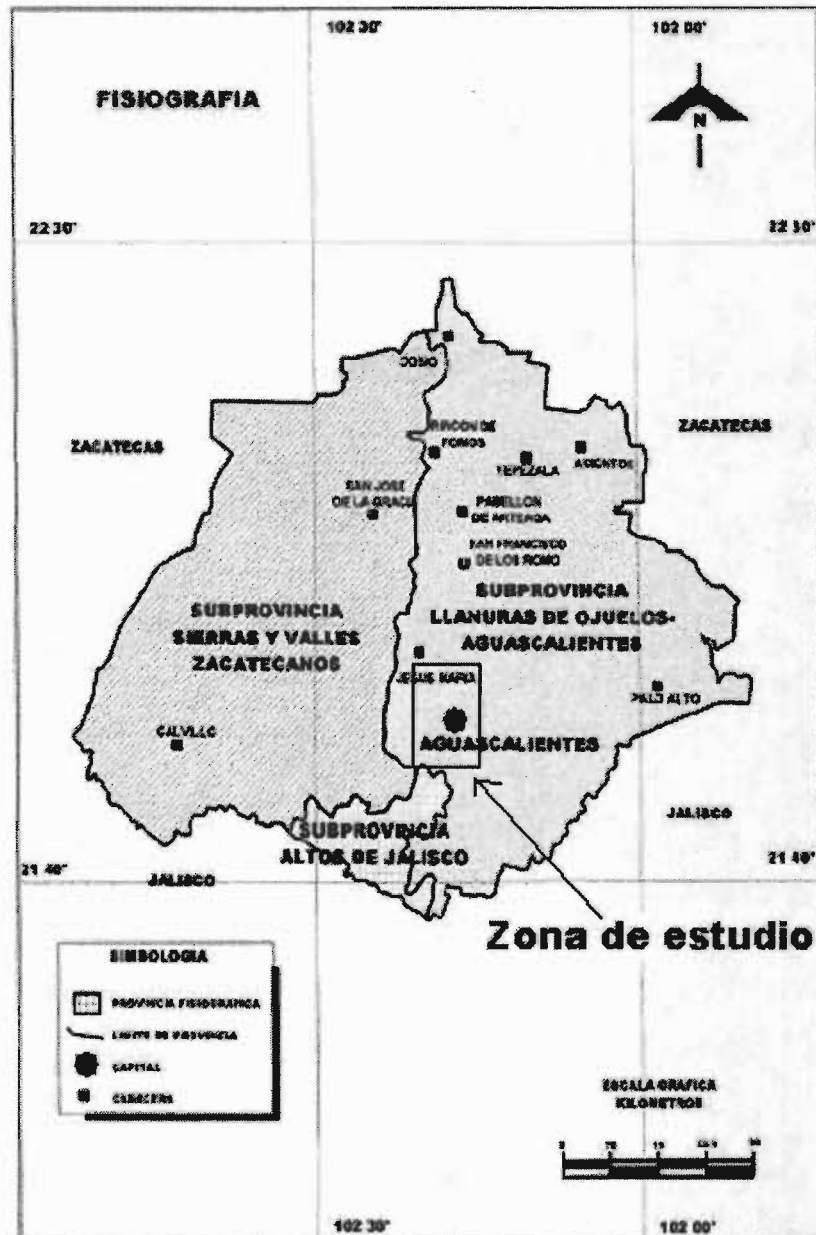 102 30'
102 00'
FISIOGRAFIA
N
22 30'
22 30'
COSIO
ZACATECAS
ZACATECAS
RINCON DE
ROMOS
TEPEZALA
ASIENTOS
SAN JOSE
DE LA GRACIA
PABELLON
DE ARTEAGA
SAN FRANCISCO
DE LOS ROMO
SUBPROVINCIA
LLANURAS DE OJUELOS-
AGUASCALIENTES
SUBPROVINCIA
SIERRAS Y VALLES
ZACATECANOS
JESUS MARIA
PALO ALTO
CALVILLO
AGUASCALIENTES
SUBPROVINCIA
ALTOS DE JALISCO
JALISCO
21 40'
21 40'
JALISCO
Zona de estudio
SIMBOLOGIA
PROVINCIA FISIOGRAFICA
LIMITE DE PROVINCIA
CAPITAL
CABECERA
ESCALA GRAFICA
KILOMETROS
102 30'
102 00'